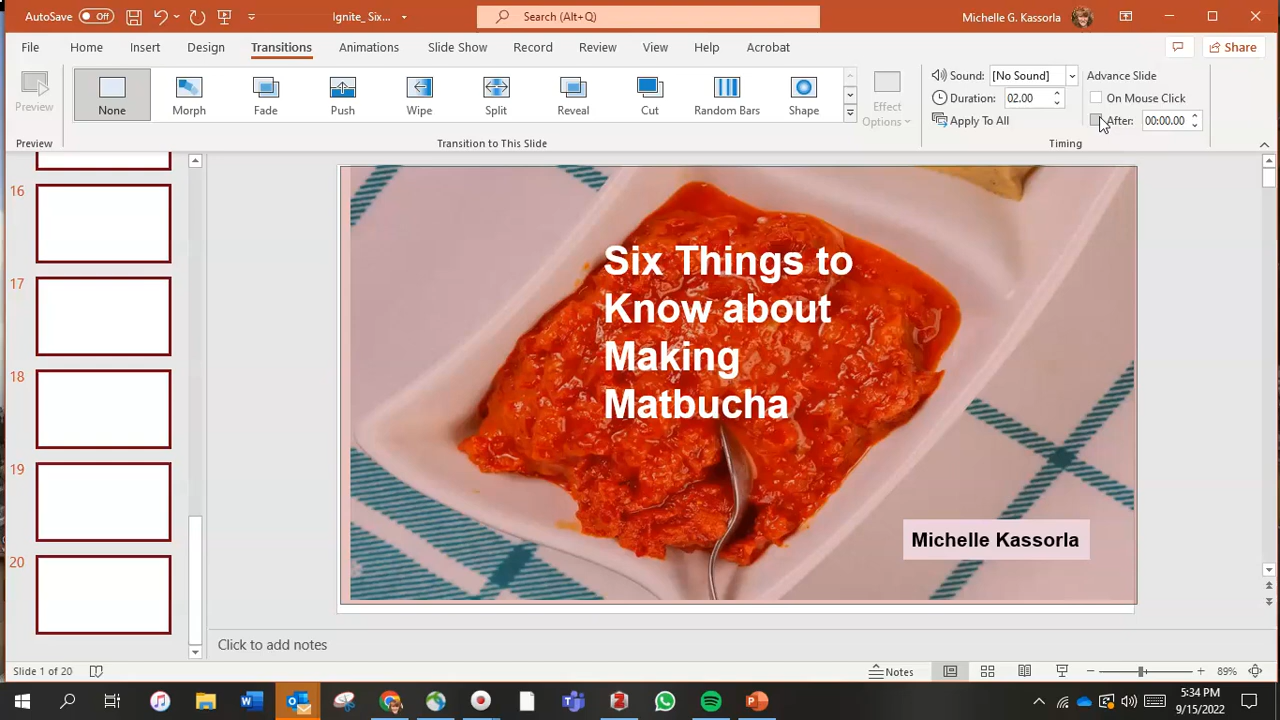 AutoSave Off Ignite_ Six... Search (Alt+Q) Michelle G. Kassorla
File Home Insert Design Transitions Animations Slide Show Record Review View Help Acrobat Share
Preview
None Morph Fade Push Wipe Split Reveal Cut Random Bars Shape
Effect
Options
Sound: [No Sound] Advance Slide
Duration: 02.00 On Mouse Click
Apply To All After: 00:00.00
Preview Transition to This Slide Timing
16
17
18
19
20
Six Things to
Know about
Making
Matbucha
Michelle Kassorla
Click to add notes
Slide 1 of 20 Notes 89%
5:34 PM
9/15/2022